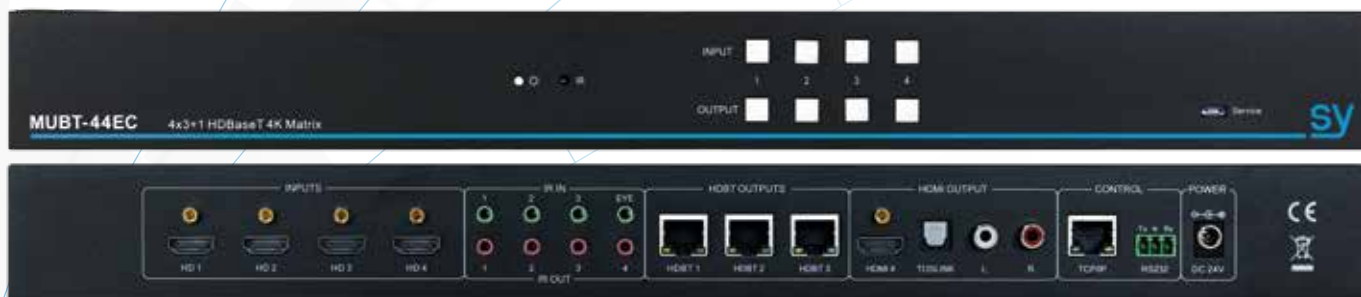 INPUT
1 2 3 4
IR
OUTPUT
Service
MUBT-44EC 4x3+1 HDBaseT 4K Matrix
sy
INPUTS IR IN HDBT OUTPUTS HDMI OUTPUT CONTROL POWER
1 2 3 EYE
Tx Rx
HD 1 HD 2 HD 3 HD 4 1 2 3 4 HDBT 1 HDBT 2 HDBT 3 HDMI 4 TOSLINK L R TCP/IP RS232 DC 24V
IR OUT
CE